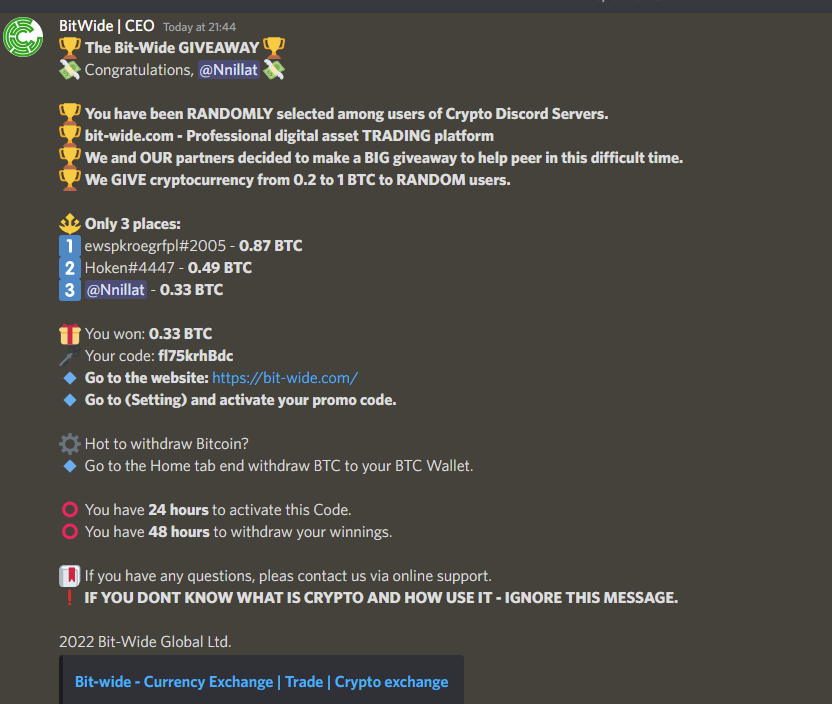 BitWide | CEO Today at 21:44
🏆 The Bit-Wide GIVEAWAY 🏆
💸 Congratulations, @Nnillat 💸
🏆 You have been RANDOMLY selected among users of Crypto Discord Servers.
🏆 bit-wide.com - Professional digital asset TRADING platform
🏆 We and OUR partners decided to make a BIG giveaway to help peer in this difficult time.
🏆 We GIVE cryptocurrency from 0.2 to 1 BTC to RANDOM users.
🔱 Only 3 places:
1 ewspkroegrfpl#2005 - 0.87 BTC
2 Hoken#4447 - 0.49 BTC
3 @Nnillat - 0.33 BTC
🎁 You won: 0.33 BTC
Your code: fl75krhBdc
🔹 Go to the website: https://bit-wide.com/
🔹 Go to (Setting) and activate your promo code.
⚙️ Hot to withdraw Bitcoin?
🔹 Go to the Home tab end withdraw BTC to your BTC Wallet.
⭕ You have 24 hours to activate this Code.
⭕ You have 48 hours to withdraw your winnings.
If you have any questions, pleas contact us via online support.
❗ IF YOU DONT KNOW WHAT IS CRYPTO AND HOW USE IT - IGNORE THIS MESSAGE.
2022 Bit-Wide Global Ltd.
Bit-wide - Currency Exchange | Trade | Crypto exchange